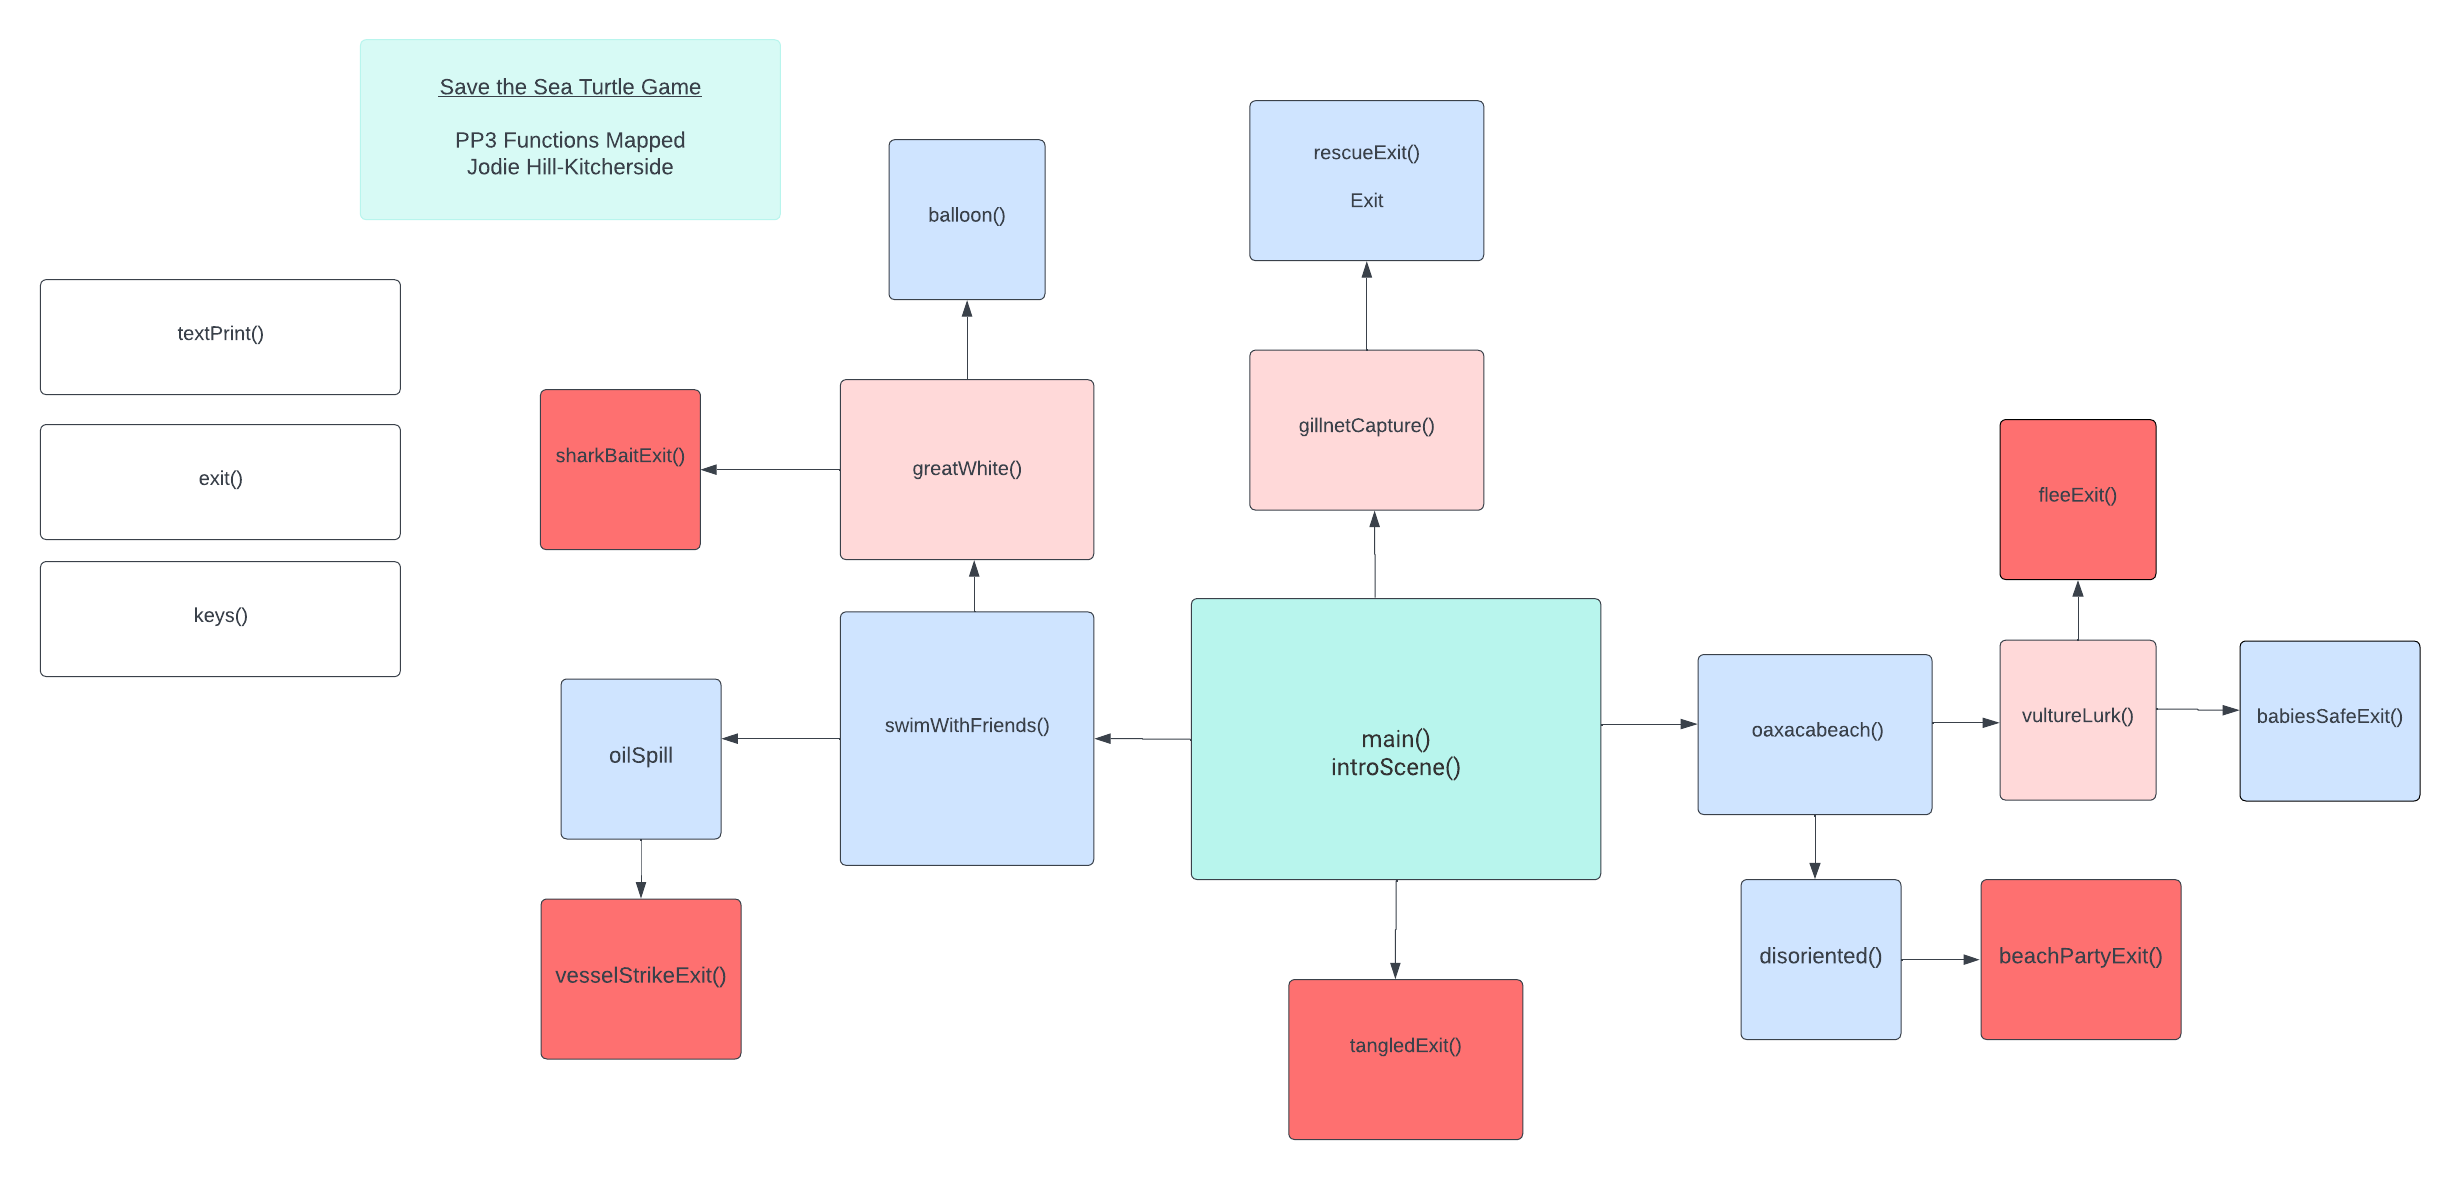 Save the Sea Turtle Game
PP3 Functions Mapped
Jodie Hill-Kitcherside
textPrint()
exit()
keys()
balloon()
sharkBaitExit()
greatWhite()
oilSpill
swimWithFriends()
vesselStrikeExit()
rescueExit()
Exit
gillnetCapture()
main()
introScene()
tangledExit()
oaxacabeach()
fleeExit()
vultureLurk()
babiesSafeExit()
disoriented()
beachPartyExit()